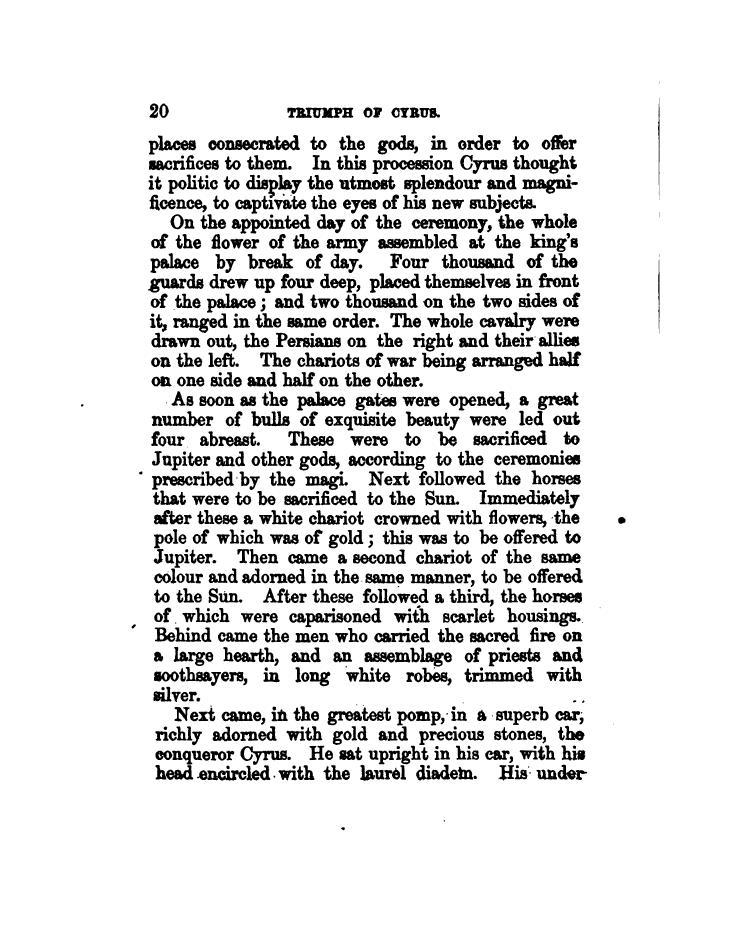 20 TRIUMPH OF CYRUS.
places consecrated to the gods, in order to offer
sacrifices to them. In this procession Cyrus thought
it politic to display the utmost splendour and magni-
ficence, to captivate the eyes of his new subjects.
On the appointed day of the ceremony, the whole
of the flower of the army assembled at the king's
palace by break of day. Four thousand of the
guards drew up four deep, placed themselves in front
of the palace; and two thousand on the two sides of
it, ranged in the same order. The whole cavalry were
drawn out, the Persians on the right and their allies
on the left. The chariots of war being arranged half
on one side and half on the other.
As soon as the palace gates were opened, a great
number of bulls of exquisite beauty were led out
four abreast. These were to be sacrificed to
Jupiter and other gods, according to the ceremonies
prescribed by the magi. Next followed the horses
that were to be sacrificed to the Sun. Immediately
after these a white chariot crowned with flowers, the
pole of which was of gold; this was to be offered to
Jupiter. Then came a second chariot of the same
colour and adorned in the same manner, to be offered
to the Sun. After these followed a third, the horses
of which were caparisoned with scarlet housings.
Behind came the men who carried the sacred fire on
a large hearth, and an assemblage of priests and
soothsayers, in long white robes, trimmed with
silver.
Next came, in the greatest pomp, in a superb car,
richly adorned with gold and precious stones, the
conqueror Cyrus. He sat upright in his car, with his
head encircled with the laurel diadem. His under-